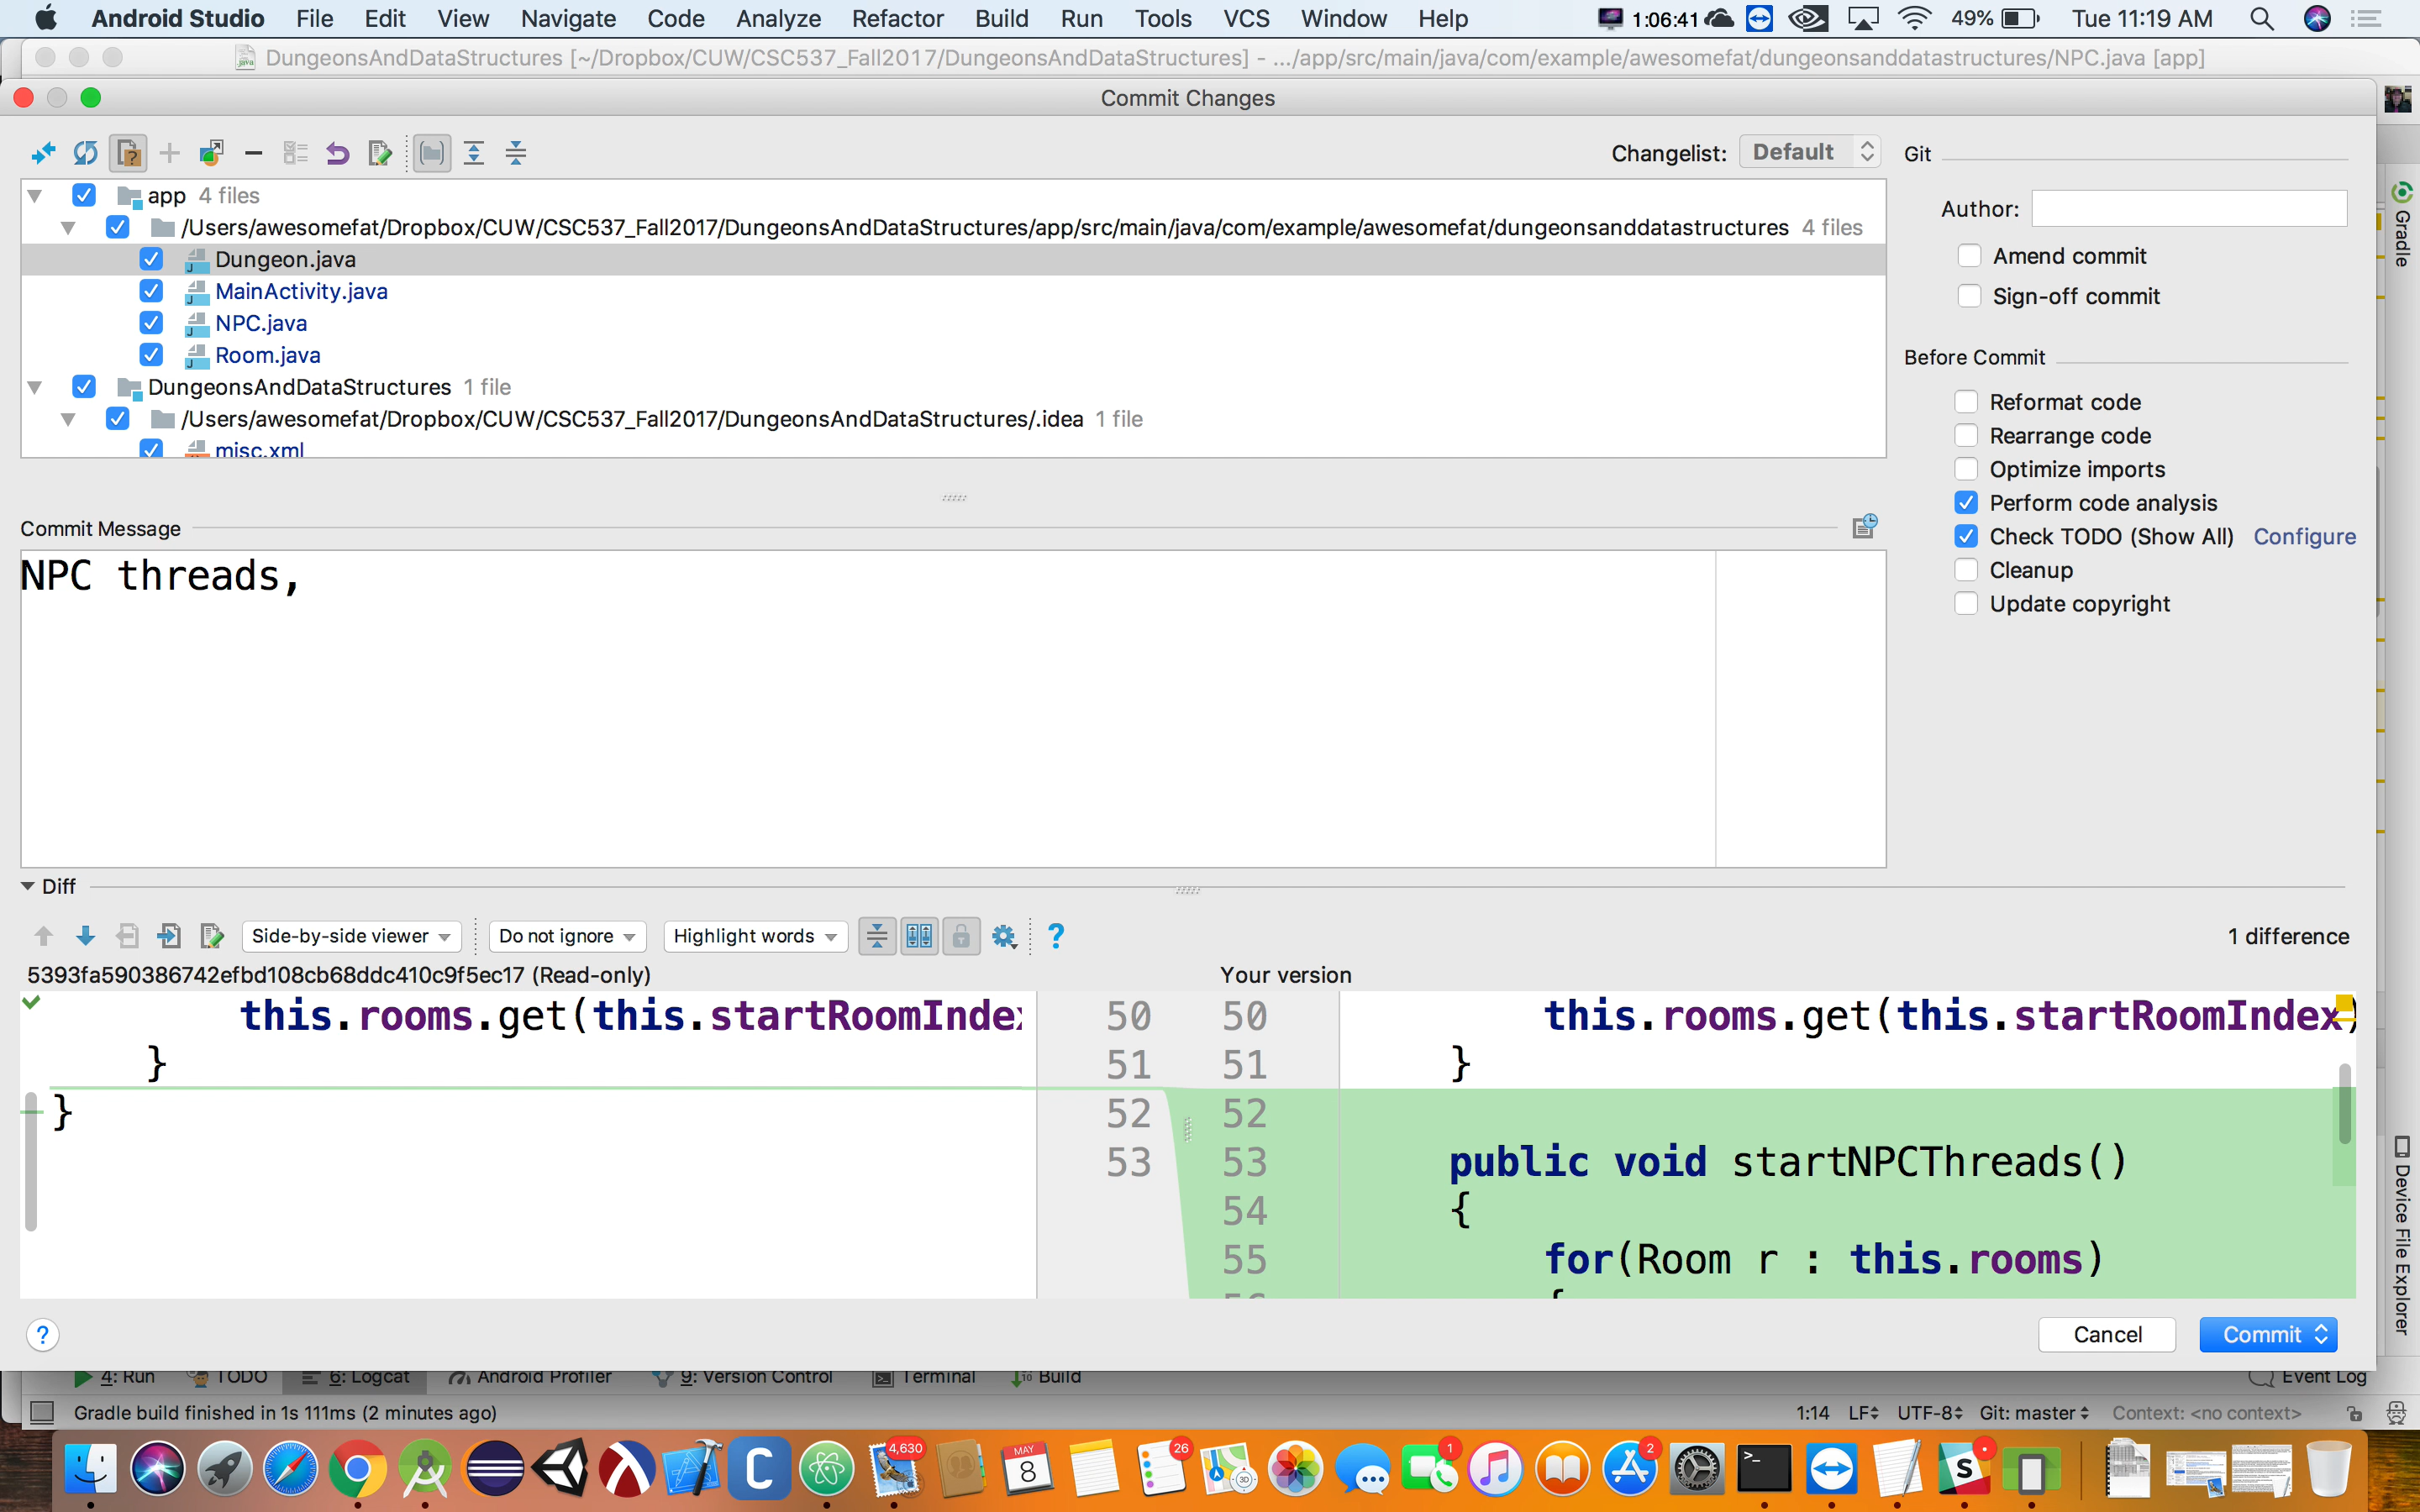 Android Studio File Edit View Navigate Code Analyze Refactor Build Run Tools VCS Window Help 1:06:41 49% Tue 11:19 AM
DungeonsAndDataStructures [~/Dropbox/CUW/CSC537_Fall2017/DungeonsAndDataStructures] - .../app/src/main/java/com/example/awesomefat/dungeonsanddatastructures/NPC.java [app]
Commit Changes
Changelist: Default
Git
app 4 files
/Users/awesomefat/Dropbox/CUW/CSC537_Fall2017/DungeonsAndDataStructures/app/src/main/java/com/example/awesomefat/dungeonsanddatastructures 4 files
Dungeon.java
MainActivity.java
NPC.java
Room.java
DungeonsAndDataStructures 1 file
/Users/awesomefat/Dropbox/CUW/CSC537_Fall2017/DungeonsAndDataStructures/.idea 1 file
misc.xml
Author:
Amend commit
Sign-off commit
Before Commit
Reformat code
Rearrange code
Optimize imports
Perform code analysis
Check TODO (Show All) Configure
Cleanup
Update copyright
Gradle
Commit Message
NPC threads,
Diff
Side-by-side viewer Do not ignore Highlight words ? 1 difference
5393fa590386742efbd108cb68ddc410c9f5ec17 (Read-only) Your version
this.rooms.get(this.startRoomIndex 50 50 this.rooms.get(this.startRoomIndex)
} 51 51 }
} 52 52
53 53 public void startNPCThreads()
54 {
55 for(Room r : this.rooms)
56 {
Device File Explorer
? Cancel Commit
4: Run TODO 6: Logcat Android Profiler 9: Version Control Terminal Build Event Log
Gradle build finished in 1s 111ms (2 minutes ago) 1:14 LF UTF-8 Git: master Context: <no context>
4,630 MAY 8 26 3D 1 2 C S